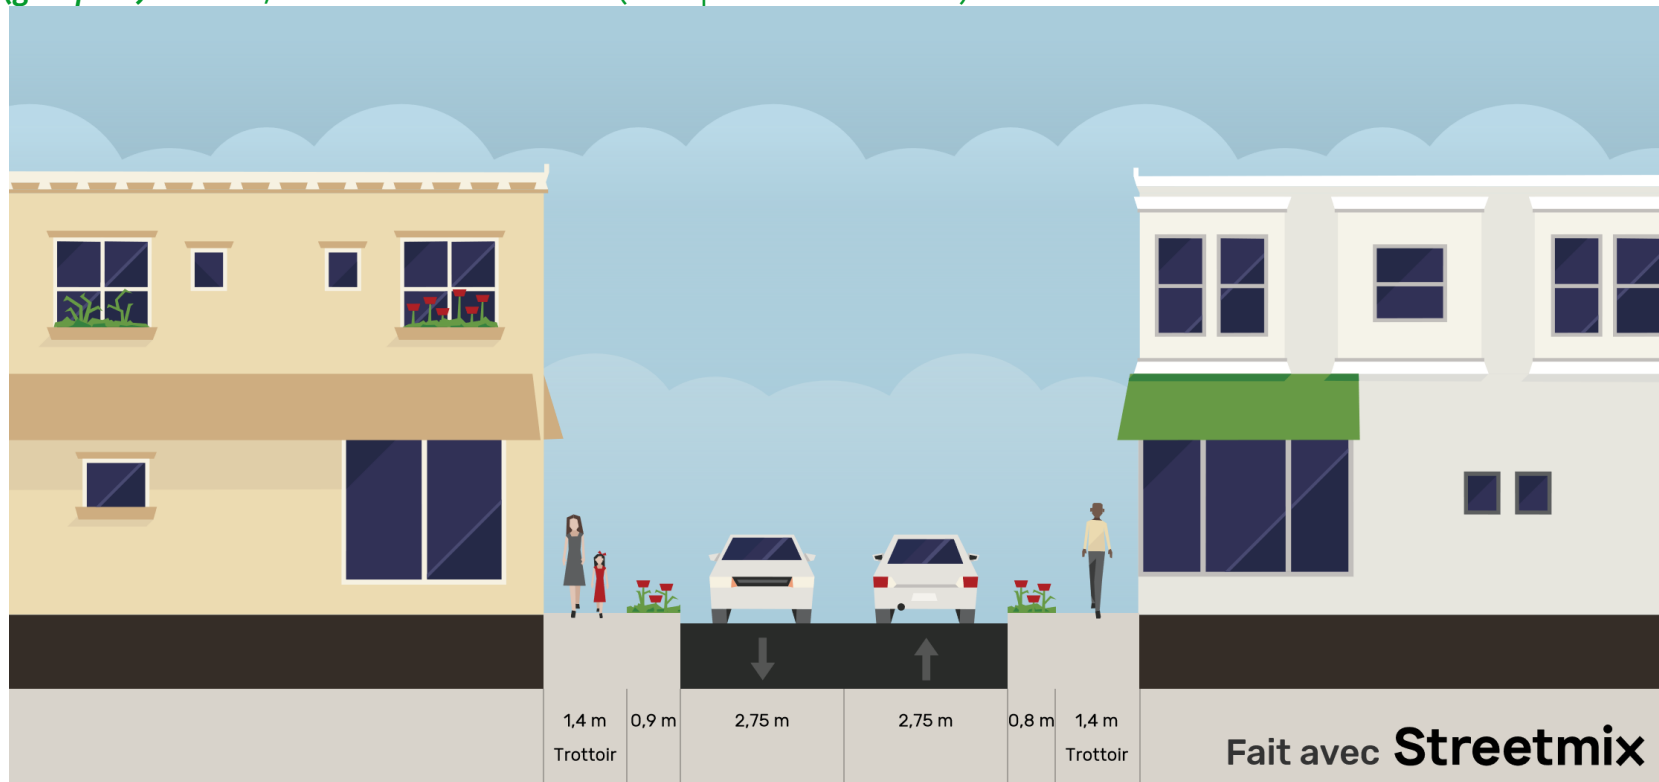 1,4 m
0,9 m
2,75 m
2,75 m
0,8 m
1,4 m
Trottoir
Trottoir
Fait avec Streetmix